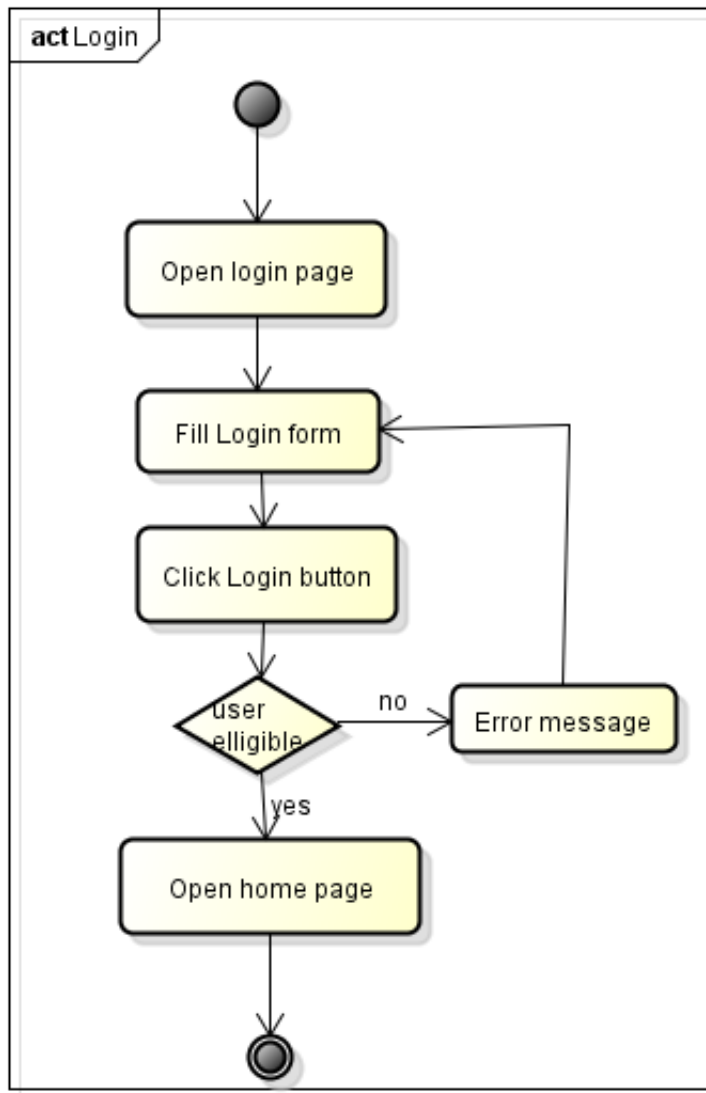 act Login
Open login page
Fill Login form
Click Login button
user
elligible
no
Error message
yes
Open home page